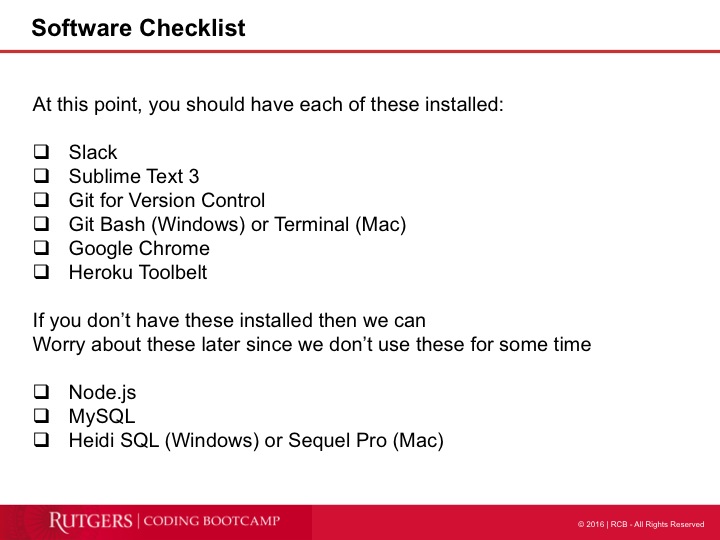 Software Checklist
At this point, you should have each of these installed:
❑ Slack
❑ Sublime Text 3
❑ Git for Version Control
❑ Git Bash (Windows) or Terminal (Mac)
❑ Google Chrome
❑ Heroku Toolbelt
If you don’t have these installed then we can
Worry about these later since we don’t use these for some time
❑ Node.js
❑ MySQL
❑ Heidi SQL (Windows) or Sequel Pro (Mac)
RUTGERS | CODING BOOTCAMP
© 2016 | RCB - All Rights Reserved